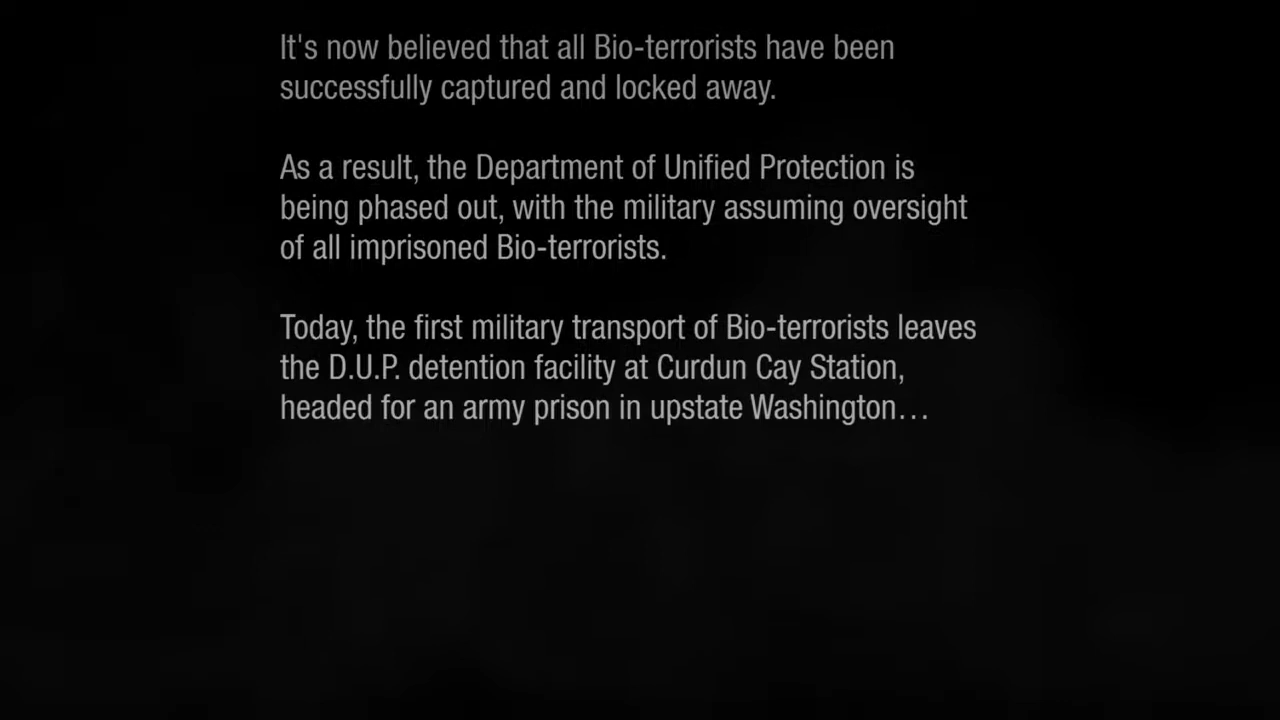 It's now believed that all Bio-terrorists have been
successfully captured and locked away.
As a result, the Department of Unified Protection is
being phased out, with the military assuming oversight
of all imprisoned Bio-terrorists.
Today, the first military transport of Bio-terrorists leaves
the D.U.P. detention facility at Curdun Cay Station,
headed for an army prison in upstate Washington…